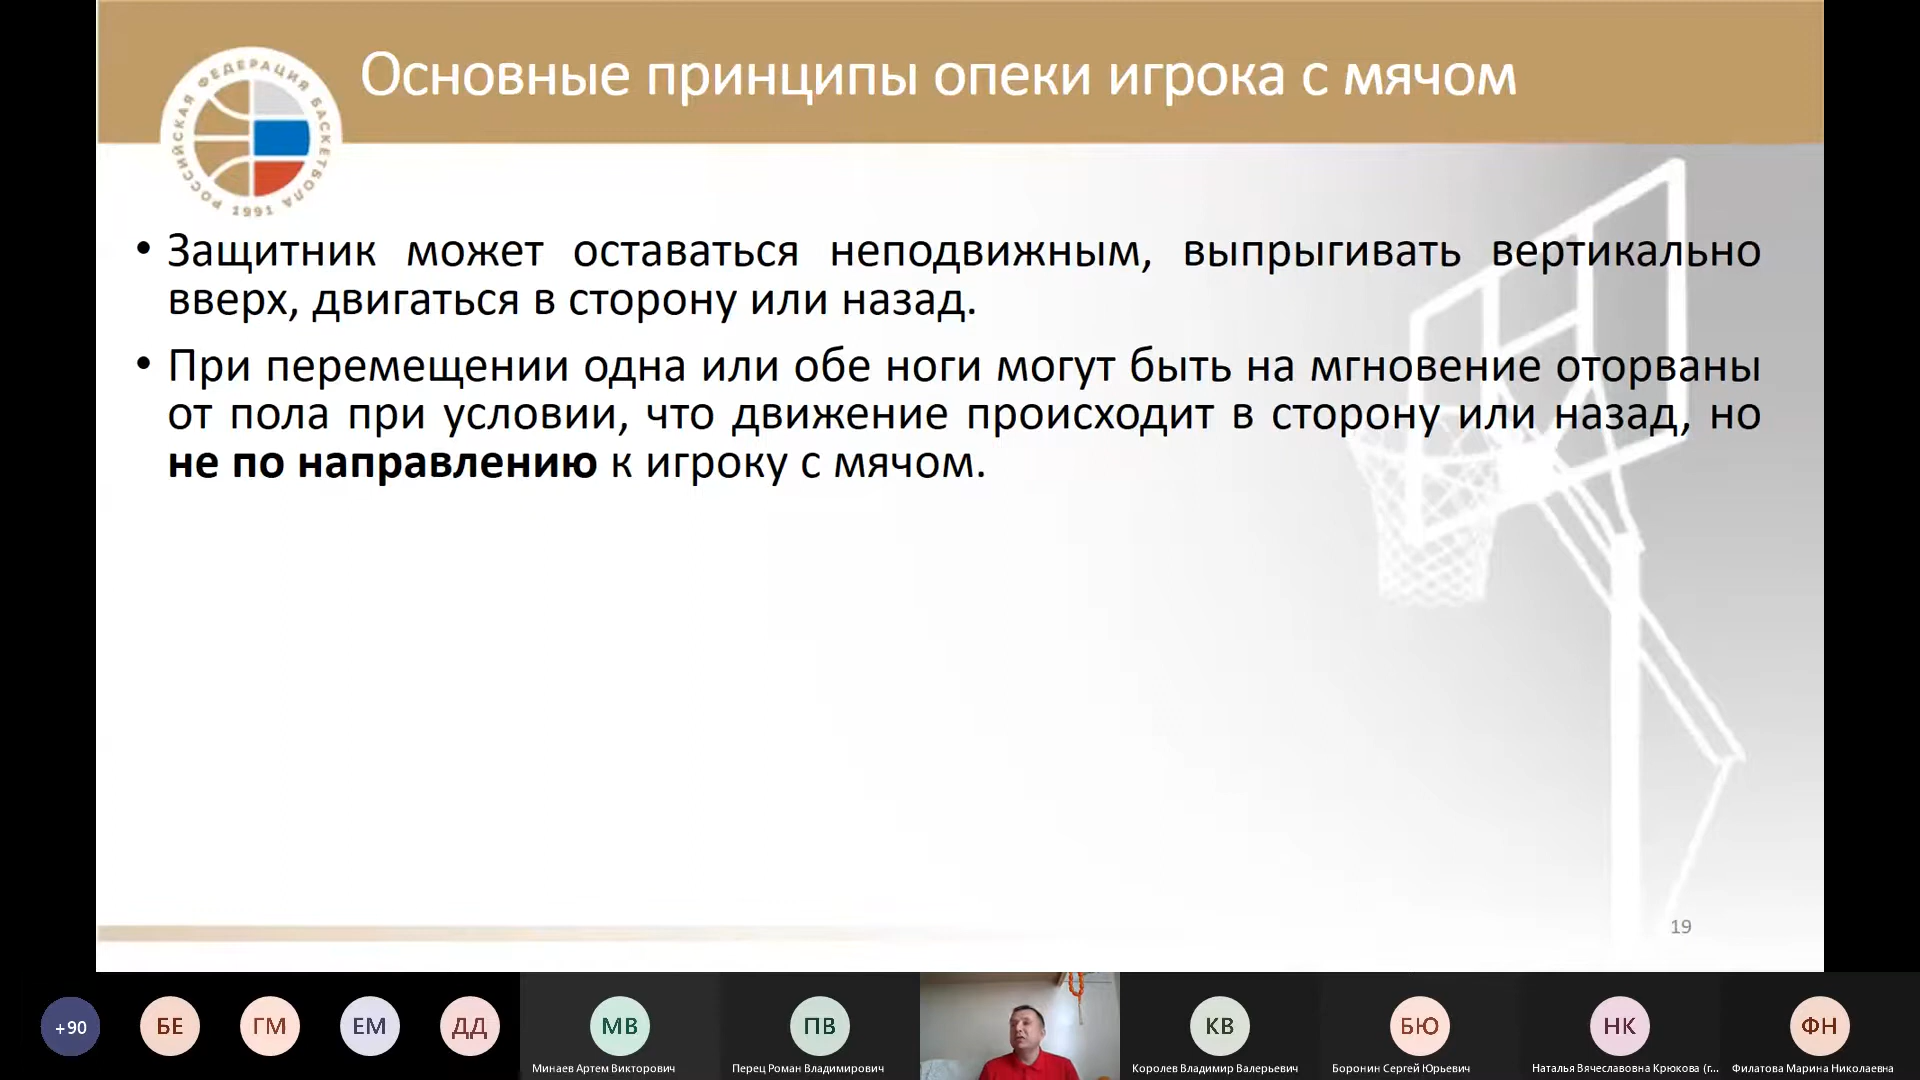 Основные принципы опеки игрока с мячом
РОССИЙСКАЯ ФЕДЕРАЦИЯ БАСКЕТБОЛА 1991
• Защитник может оставаться неподвижным, выпрыгивать вертикально
вверх, двигаться в сторону или назад.
• При перемещении одна или обе ноги могут быть на мгновение оторваны
от пола при условии, что движение происходит в сторону или назад, но
не по направлению к игроку с мячом.
19
+90
БЕ
ГМ
ЕМ
ДД
МВ
Минаев Артем Викторович
ПВ
Перец Роман Владимирович
КВ
Королев Владимир Валерьевич
БЮ
Боронин Сергей Юрьевич
НК
Наталья Вячеславовна Крюкова (г...
ФН
Филатова Марина Николаевна